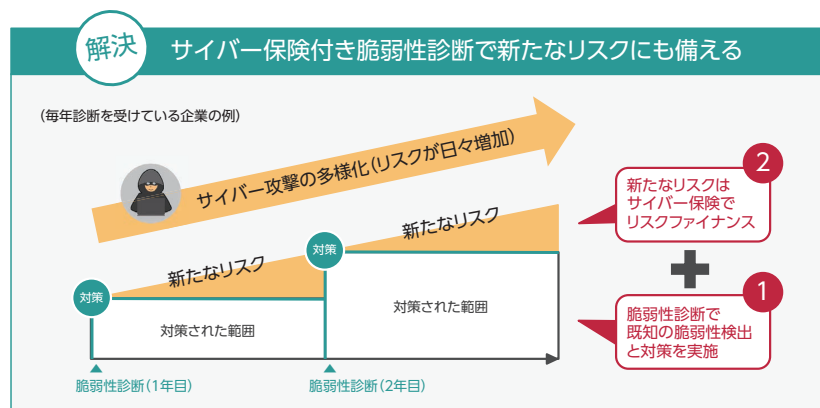 解決
サイバー保険付き脆弱性診断で新たなリスクにも備える
(毎年診断を受けている企業の例)
サイバー攻撃の多様化(リスクが日々増加)
2
新たなリスクは
サイバー保険で
リスクファイナンス
新たなリスク
対策
新たなリスク
対策
対策された範囲
対策された範囲
1
脆弱性診断で
既知の脆弱性検出
と対策を実施
脆弱性診断(1年目)
脆弱性診断(2年目)